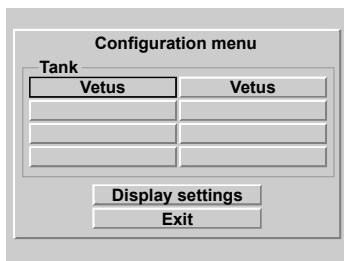 Configuration menu
Tank
Vetus Vetus
Display settings
Exit